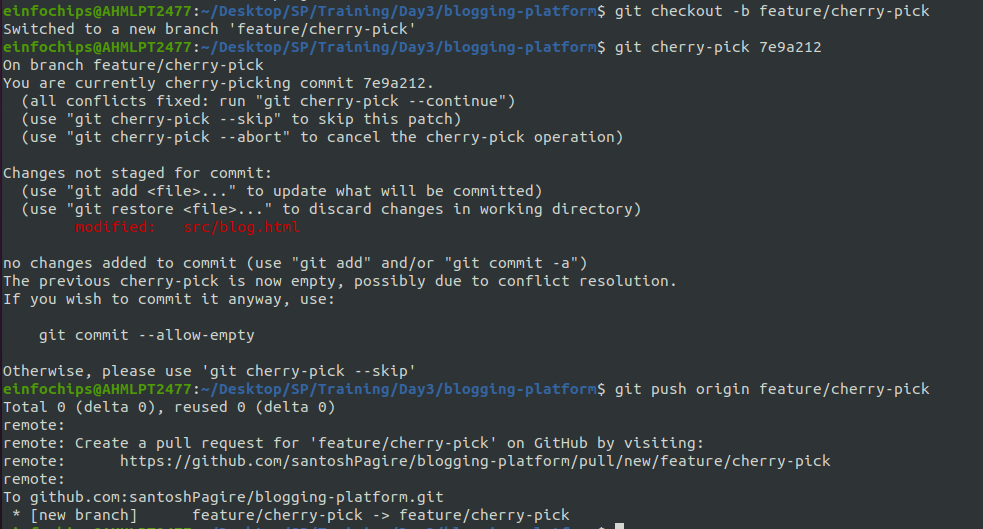 einfochips@AHMLPT2477:~/Desktop/SP/Training/Day3/blogging-platform$ git checkout -b feature/cherry-pick
Switched to a new branch 'feature/cherry-pick'
einfochips@AHMLPT2477:~/Desktop/SP/Training/Day3/blogging-platform$ git cherry-pick 7e9a212
On branch feature/cherry-pick
You are currently cherry-picking commit 7e9a212.
  (all conflicts fixed: run "git cherry-pick --continue")
  (use "git cherry-pick --skip" to skip this patch)
  (use "git cherry-pick --abort" to cancel the cherry-pick operation)

Changes not staged for commit:
  (use "git add <file>..." to update what will be committed)
  (use "git restore <file>..." to discard changes in working directory)
        modified:   src/blog.html

no changes added to commit (use "git add" and/or "git commit -a")
The previous cherry-pick is now empty, possibly due to conflict resolution.
If you wish to commit it anyway, use:

    git commit --allow-empty

Otherwise, please use 'git cherry-pick --skip'
einfochips@AHMLPT2477:~/Desktop/SP/Training/Day3/blogging-platform$ git push origin feature/cherry-pick
Total 0 (delta 0), reused 0 (delta 0)
remote:
remote: Create a pull request for 'feature/cherry-pick' on GitHub by visiting:
remote:      https://github.com/santoshPagire/blogging-platform/pull/new/feature/cherry-pick
remote:
To github.com:santoshPagire/blogging-platform.git
 * [new branch]      feature/cherry-pick -> feature/cherry-pick
einfochips@AHMLPT2477:~/Desktop/SP/Training/Day3/blogging-platform$